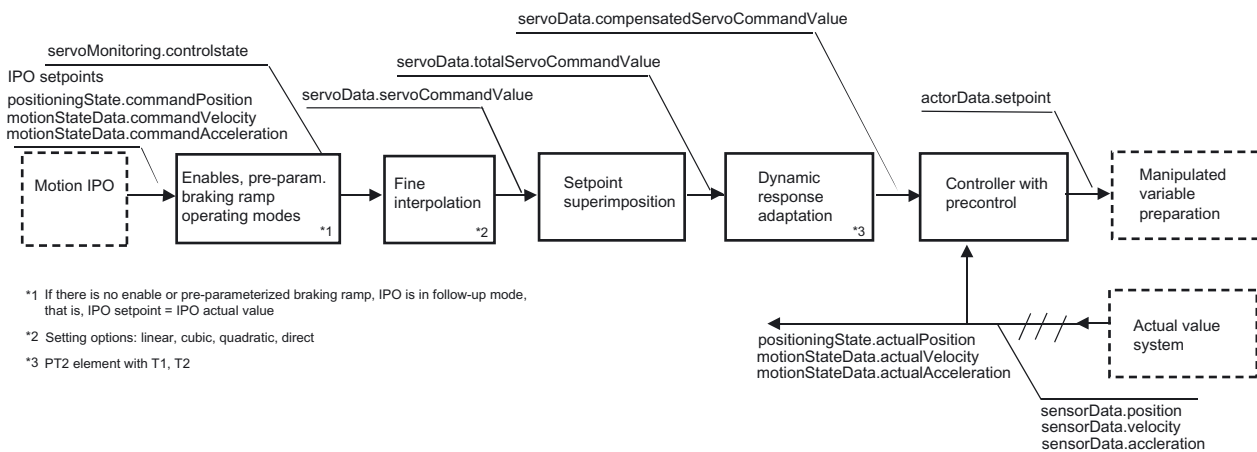 servoData.compensatedServoCommandValue
servoMonitoring.controlstate
servoData.totalServoCommandValue
IPO setpoints
positioningState.commandPosition
motionStateData.commandVelocity
motionStateData.commandAcceleration
servoData.servoCommandValue
actorData.setpoint
Motion IPO
Enables, pre-param.
braking ramp
operating modes
*1
Fine
interpolation
*2
Setpoint
superimposition
Dynamic
response
adaptation
*3
Controller with
precontrol
Manipulated
variable
preparation
*1 If there is no enable or pre-parameterized braking ramp, IPO is in follow-up mode,
that is, IPO setpoint = IPO actual value
*2 Setting options: linear, cubic, quadratic, direct
*3 PT2 element with T1, T2
Actual value
system
positioningState.actualPosition
motionStateData.actualVelocity
motionStateData.actualAcceleration
sensorData.position
sensorData.velocity
sensorData.accleration